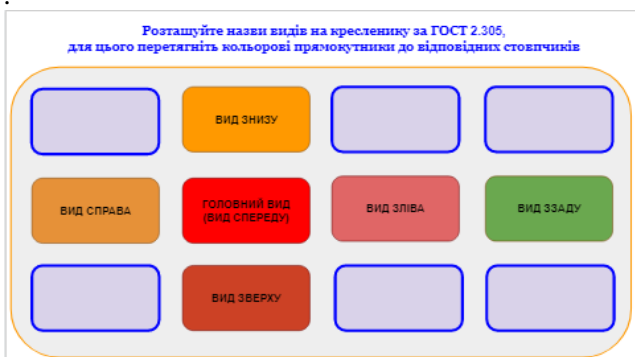 Розташуйте назви видів на кресленику за ГОСТ 2.305,
для цього перетягніть кольорові прямокутники до відповідних стовпчиків
ВИД ЗНИЗУ
ВИД СПРАВА
ГОЛОВНИЙ ВИД
(ВИД СПЕРЕДУ)
ВИД ЗЛІВА
ВИД ЗЗАДУ
ВИД ЗВЕРХУ